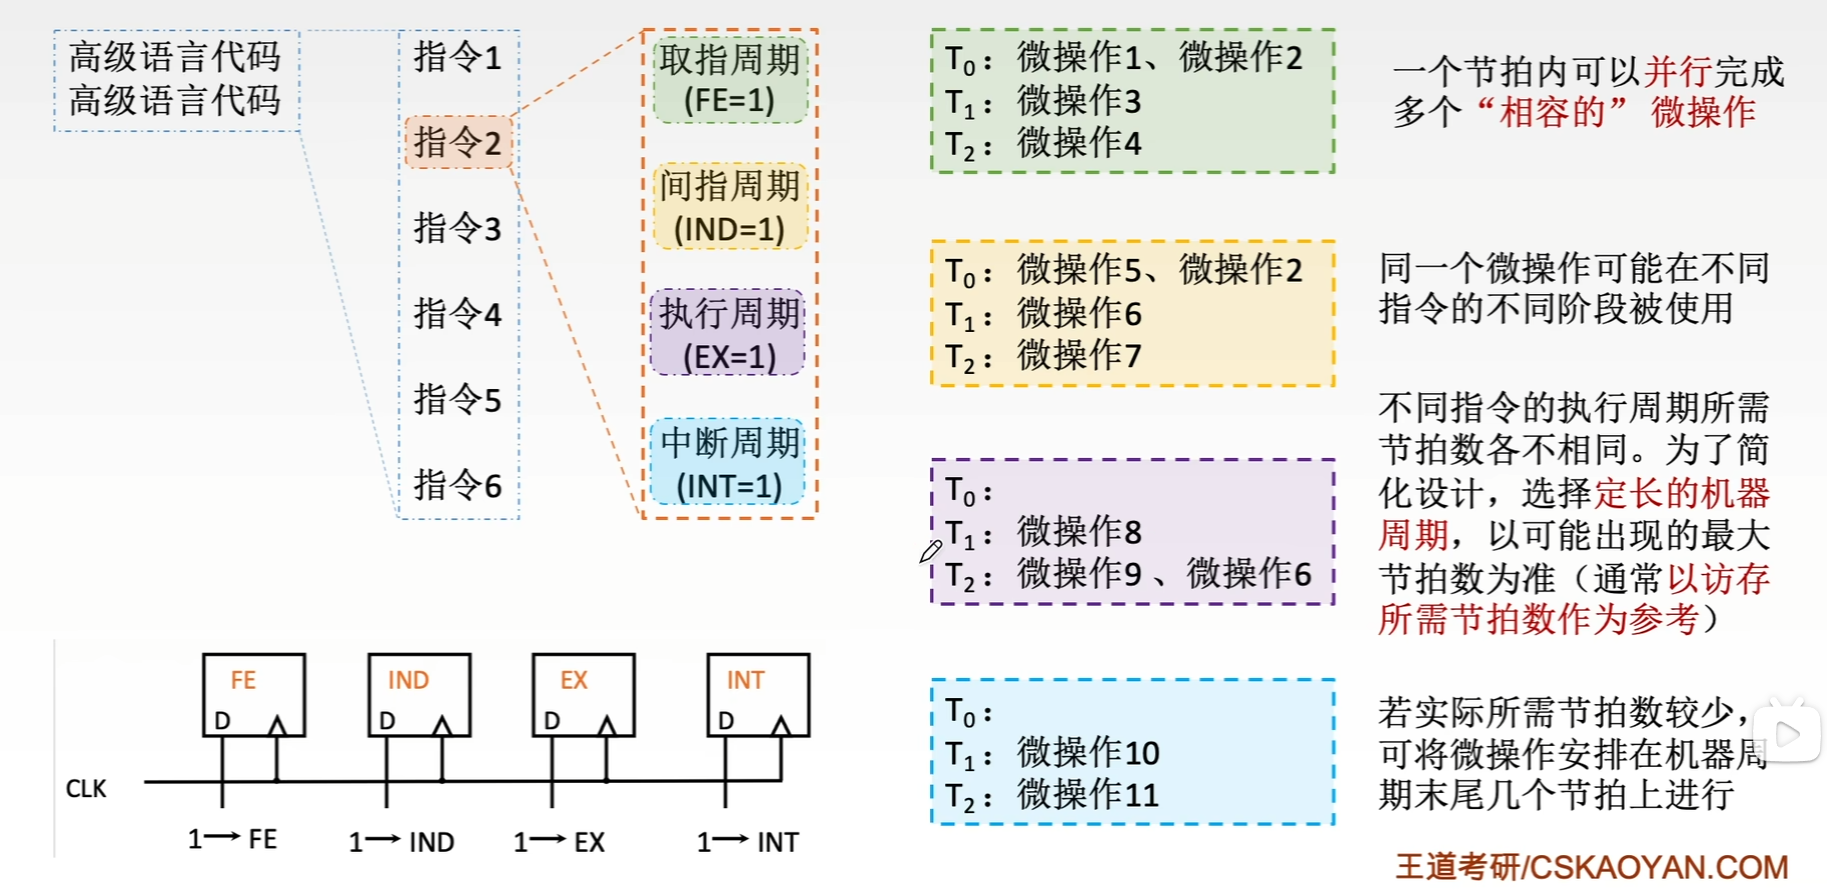 高级语言代码
高级语言代码
指令1
指令2
指令3
指令4
指令5
指令6
取指周期
(FE=1)
间指周期
(IND=1)
执行周期
(EX=1)
中断周期
(INT=1)
T₀：微操作1、微操作2
T₁：微操作3
T₂：微操作4
T₀：微操作5、微操作2
T₁：微操作6
T₂：微操作7
T₀：
T₁：微操作8
T₂：微操作9 、微操作6
T₀：
T₁：微操作10
T₂：微操作11
一个节拍内可以并行完成
多个“相容的” 微操作
同一个微操作可能在不同
指令的不同阶段被使用
不同指令的执行周期所需
节拍数各不相同。为了简
化设计，选择定长的机器
周期，以可能出现的最大
节拍数为准（通常以访存
所需节拍数作为参考）
若实际所需节拍数较少，
可将微操作安排在机器周
期末尾几个节拍上进行
FE
D
IND
D
EX
D
INT
D
CLK
1→ FE
1→ IND
1→ EX
1→ INT
王道考研/CSKAOYAN.COM